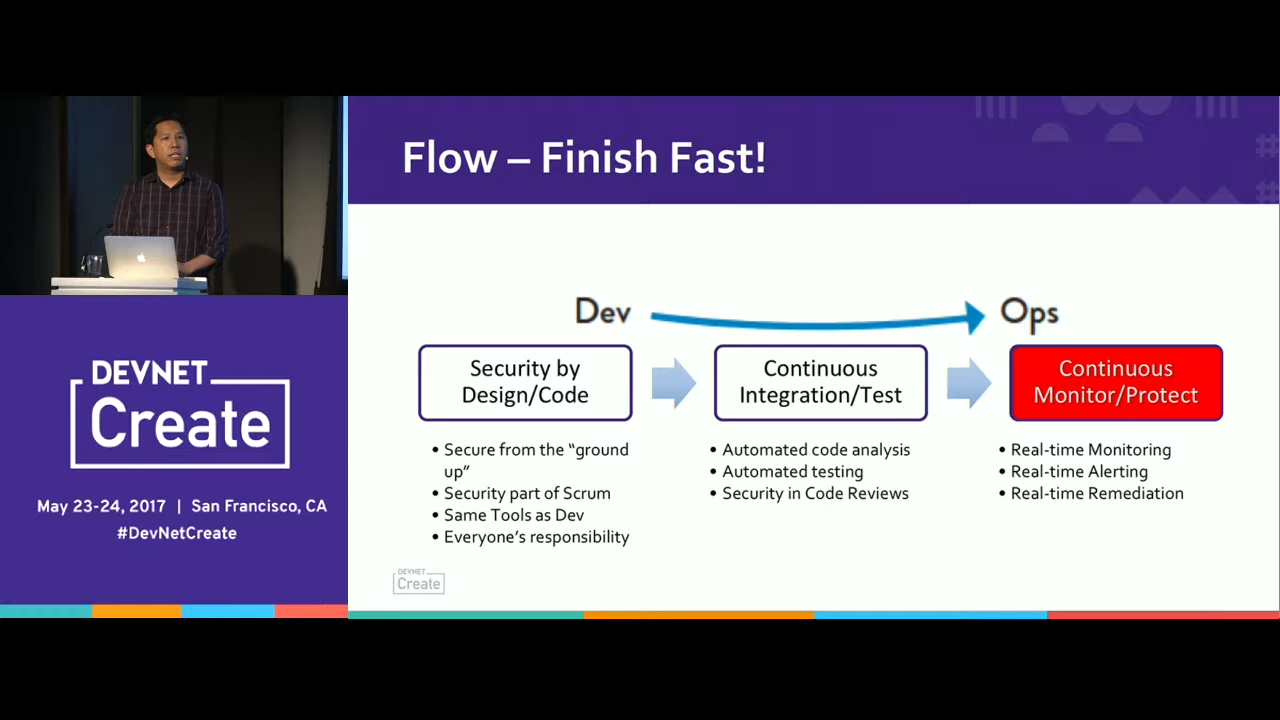 Flow – Finish Fast!
Dev
Ops
Security by
Design/Code
Continuous
Integration/Test
Continuous
Monitor/Protect
• Secure from the “ground
up”
• Security part of Scrum
• Same Tools as Dev
• Everyone’s responsibility
• Automated code analysis
• Automated testing
• Security in Code Reviews
• Real-time Monitoring
• Real-time Alerting
• Real-time Remediation
DEVNET
Create
DEVNET
Create
May 23-24, 2017 | San Francisco, CA
#DevNetCreate